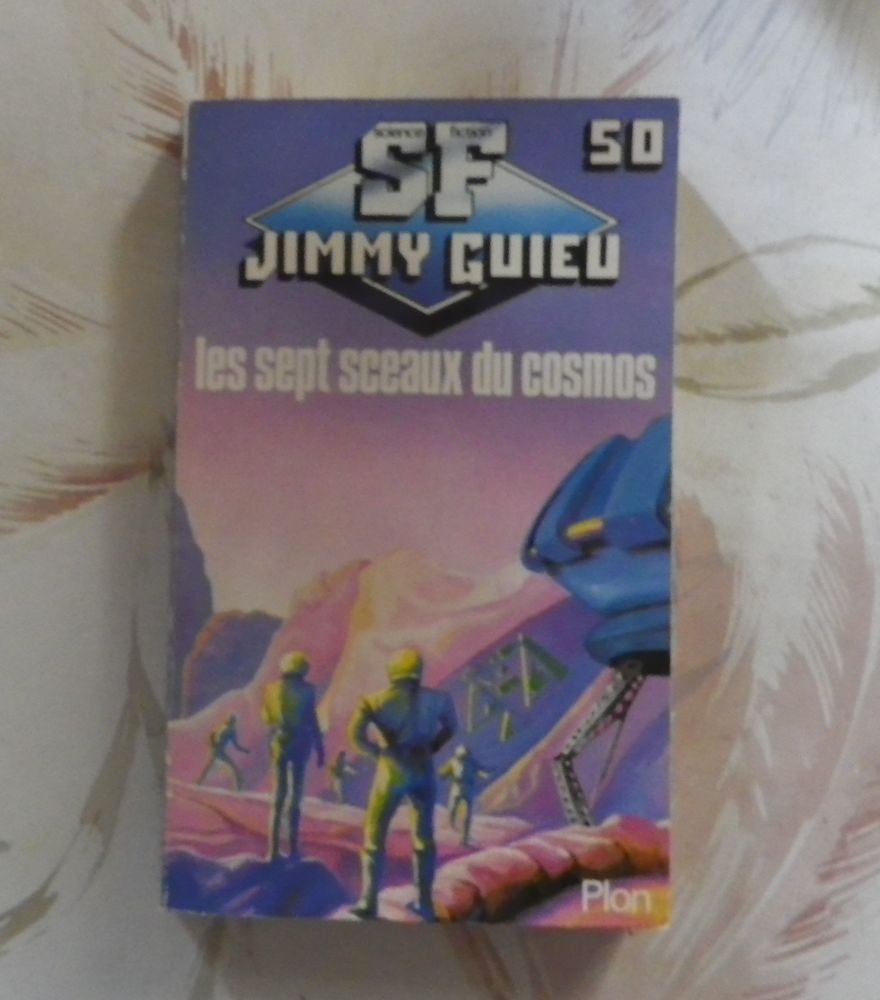 science fiction
SF
50
JIMMY GUIEU
les sept sceaux du cosmos
Plon